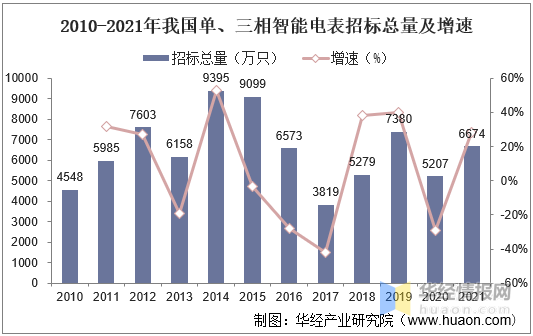 2010-2021年我国单、三相智能电表招标总量及增速
招标总量（万只） 增速（%）
10000 9000 8000 7000 6000 5000 4000 3000 2000 1000 0
4548 5985 7603 6158 9395 9099 6573 3819 5279 7380 5207 6674
60% 40% 20% 0% -20% -40% -60%
2010 2011 2012 2013 2014 2015 2016 2017 2018 2019 2020 2021
华经情报网
huaon.com
制图：华经产业研究院（www.huaon.com）